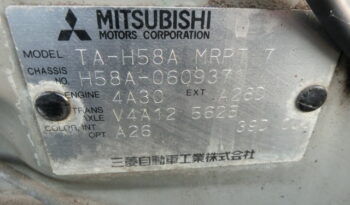 MITSUBISHI
MOTORS CORPORATION
MODEL TA-H58A MRPT 7
CHASSIS NO. H58A-060937
ENGINE 4A30 EXT
TRANS AXLE V4A12 5625
COLOR, INT OPT A26
三菱自動車工業株式会社